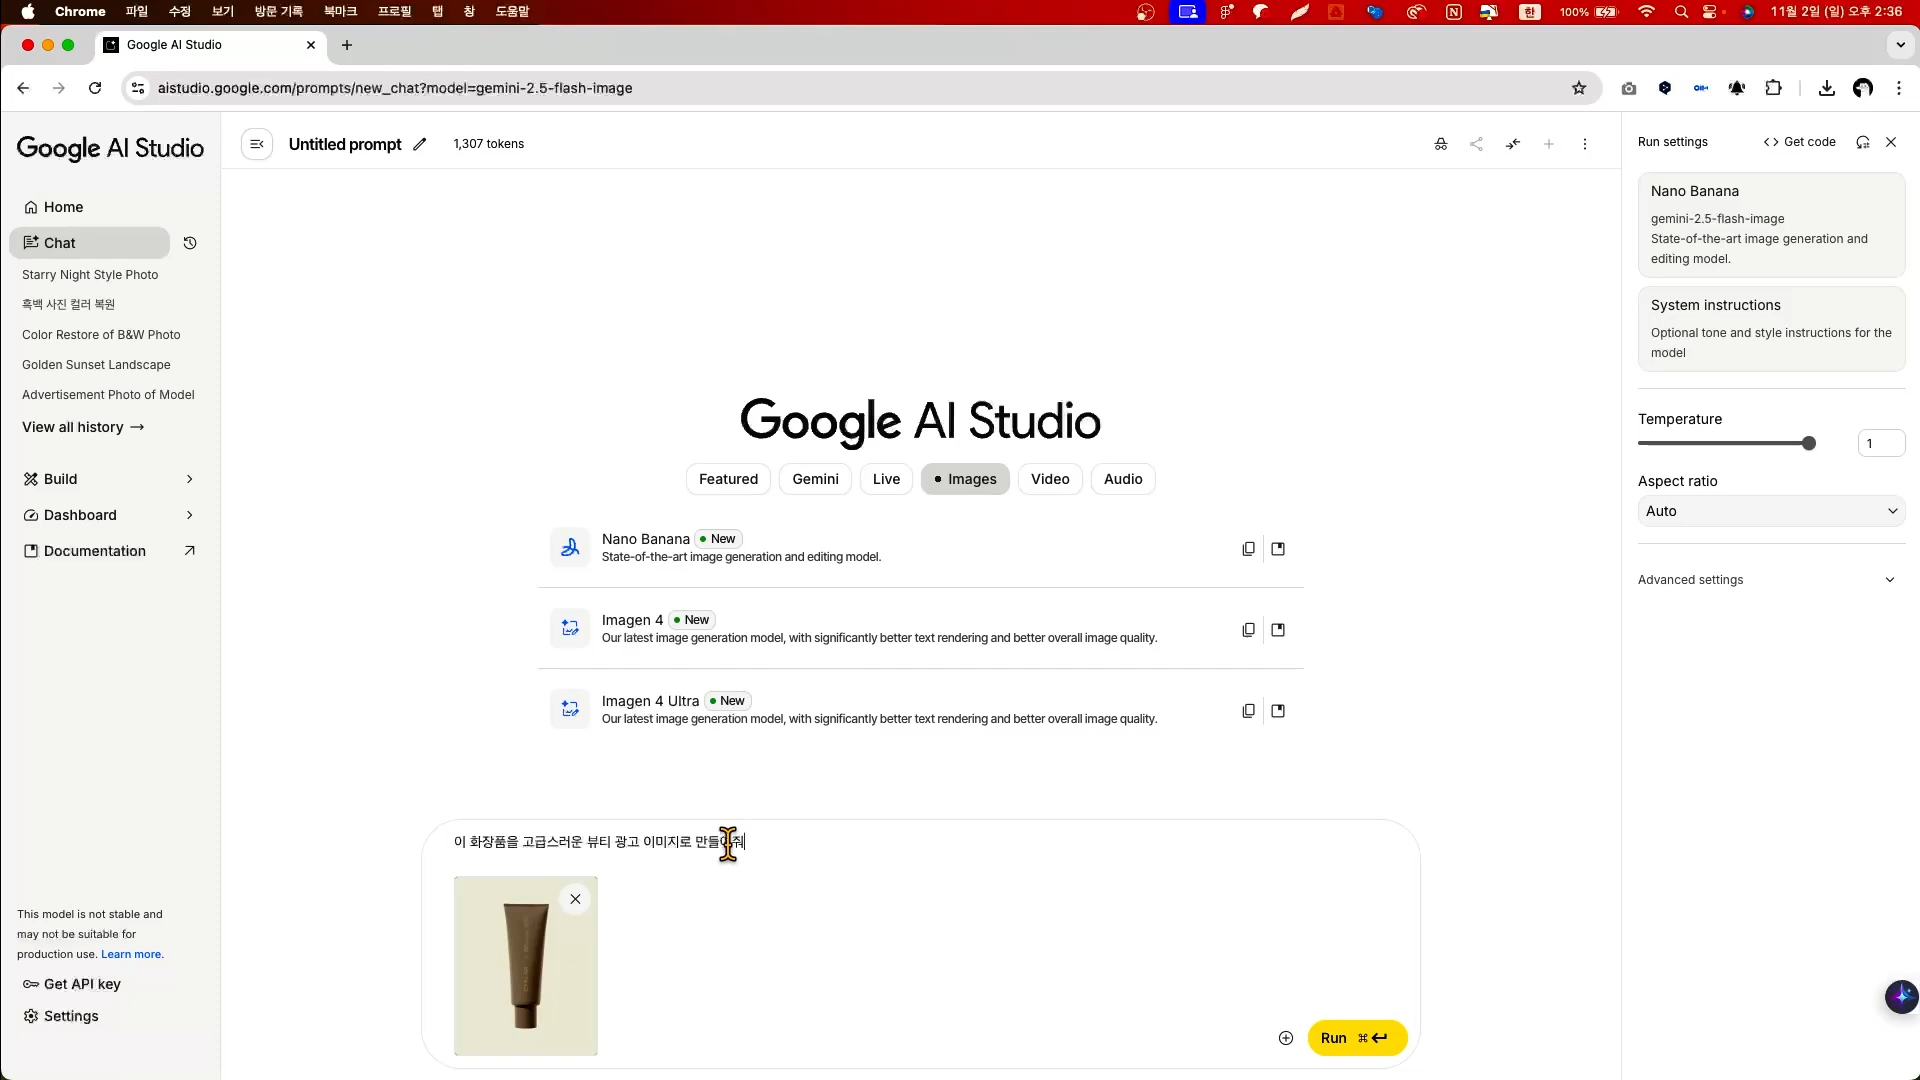 Chrome 파일 수정 보기 방문 기록 북마크 프로필 탭 창 도움말
100% 11월 2일 (일) 오후 2:36
Google AI Studio
aistudio.google.com/prompts/new_chat?model=gemini-2.5-flash-image
Google AI Studio
Home
Chat
Starry Night Style Photo
흑백 사진 컬러 복원
Color Restore of B&W Photo
Golden Sunset Landscape
Advertisement Photo of Model
View all history →
Build
Dashboard
Documentation
This model is not stable and
may not be suitable for
production use. Learn more.
Get API key
Settings
Untitled prompt 1,307 tokens
Google AI Studio
Featured Gemini Live Images Video Audio
Nano Banana New
State-of-the-art image generation and editing model.
Imagen 4 New
Our latest image generation model, with significantly better text rendering and better overall image quality.
Imagen 4 Ultra New
Our latest image generation model, with significantly better text rendering and better overall image quality.
이 화장품을 고급스러운 뷰티 광고 이미지로 만들어줘
Run ⌘
Run settings Get code
Nano Banana
gemini-2.5-flash-image
State-of-the-art image generation and
editing model.
System instructions
Optional tone and style instructions for the
model
Temperature
1
Aspect ratio
Auto
Advanced settings